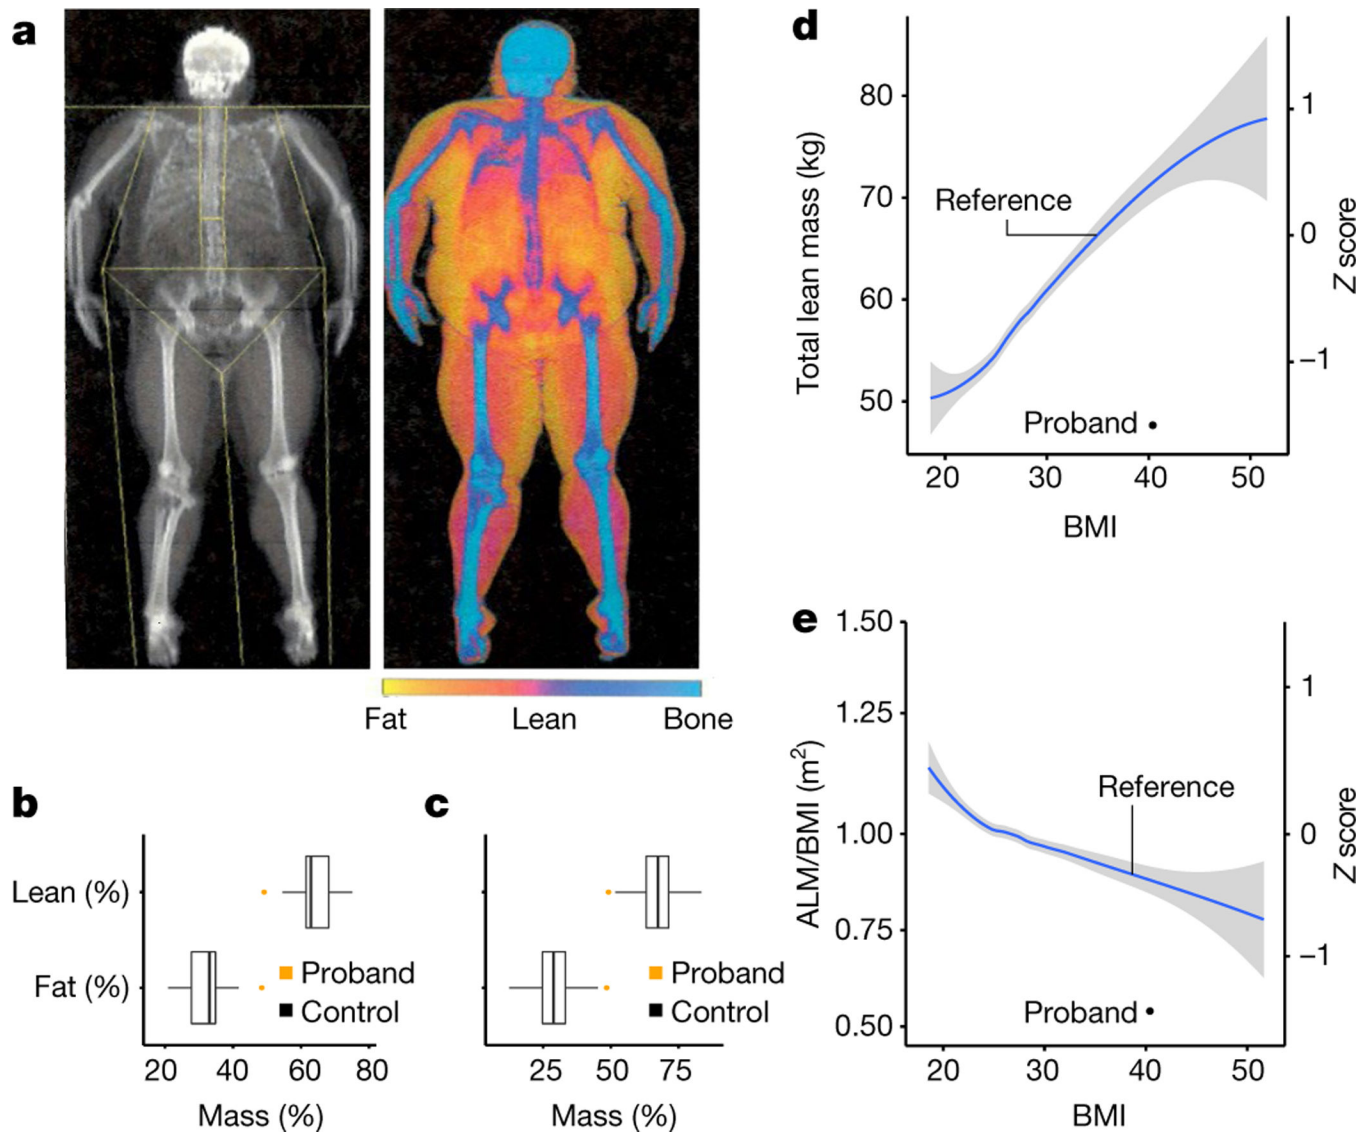 a
Fat Lean Bone
b
Lean (%)
Fat (%)
Proband
Control
20 40 60 80
Mass (%)
c
Proband
Control
25 50 75
Mass (%)
d
Total lean mass (kg)
80
70
60
50
Reference
Proband
1
0
−1
Z score
20 30 40 50
BMI
e
ALM/BMI (m²)
1.50
1.25
1.00
0.75
0.50
Reference
Proband
1
0
−1
Z score
20 30 40 50
BMI